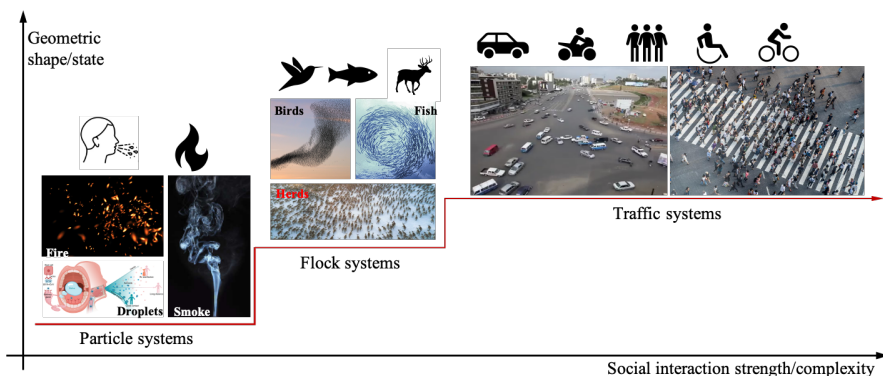 Geometric
shape/state
Birds
Fish
Herds
Fire
Droplets
Smoke
Particle systems
Flock systems
Traffic systems
Social interaction strength/complexity